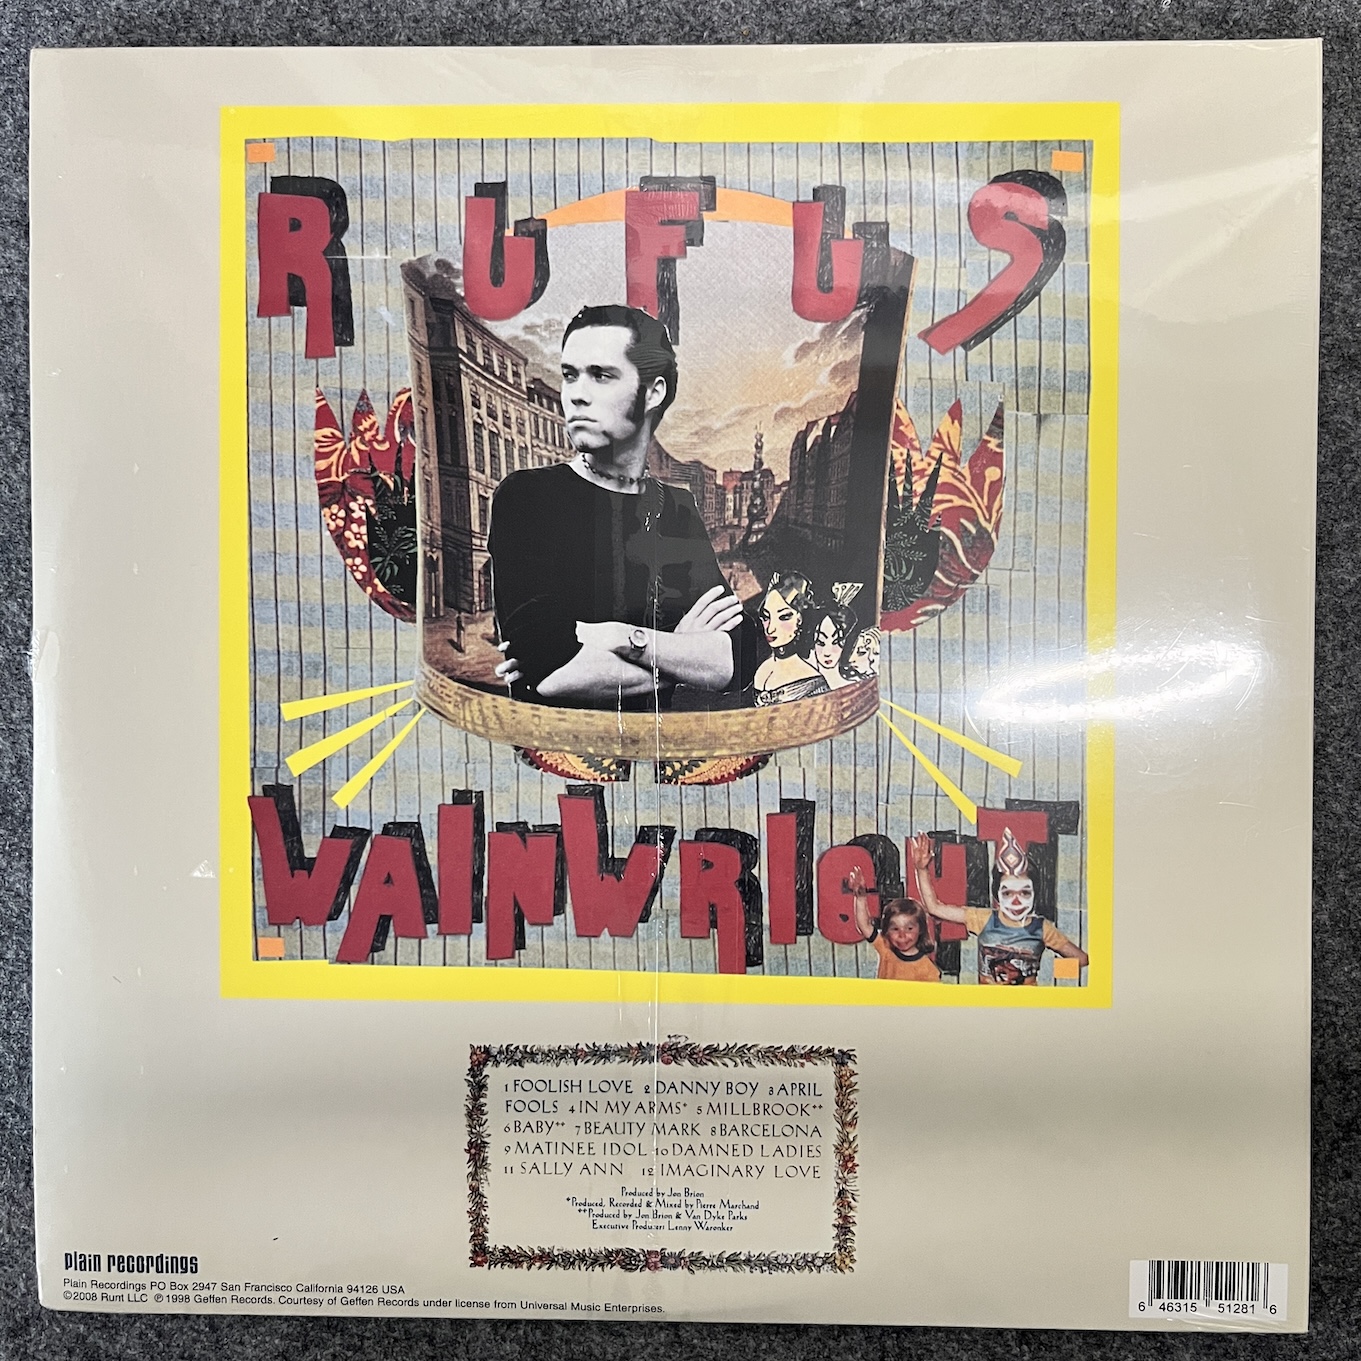 RUFUS
WAINWRIGHT
1 FOOLISH LOVE 2 DANNY BOY 3 APRIL
FOOLS 4 IN MY ARMS* 5 MILLBROOK**
6 BABY** 7 BEAUTY MARK 8 BARCELONA
9 MATINEE IDOL 10 DAMNED LADIES
11 SALLY ANN 12 IMAGINARY LOVE
Produced by Jon Brion
*Produced, Recorded & Mixed by Pierre Marchand
**Produced by Jon Brion & Van Dyke Parks
Executive Producer: Lenny Waronker
plain recordings
Plain Recordings PO Box 2947 San Francisco California 94126 USA
©2008 Runt LLC ℗1998 Geffen Records. Courtesy of Geffen Records under license from Universal Music Enterprises.
6 46315 51281 6